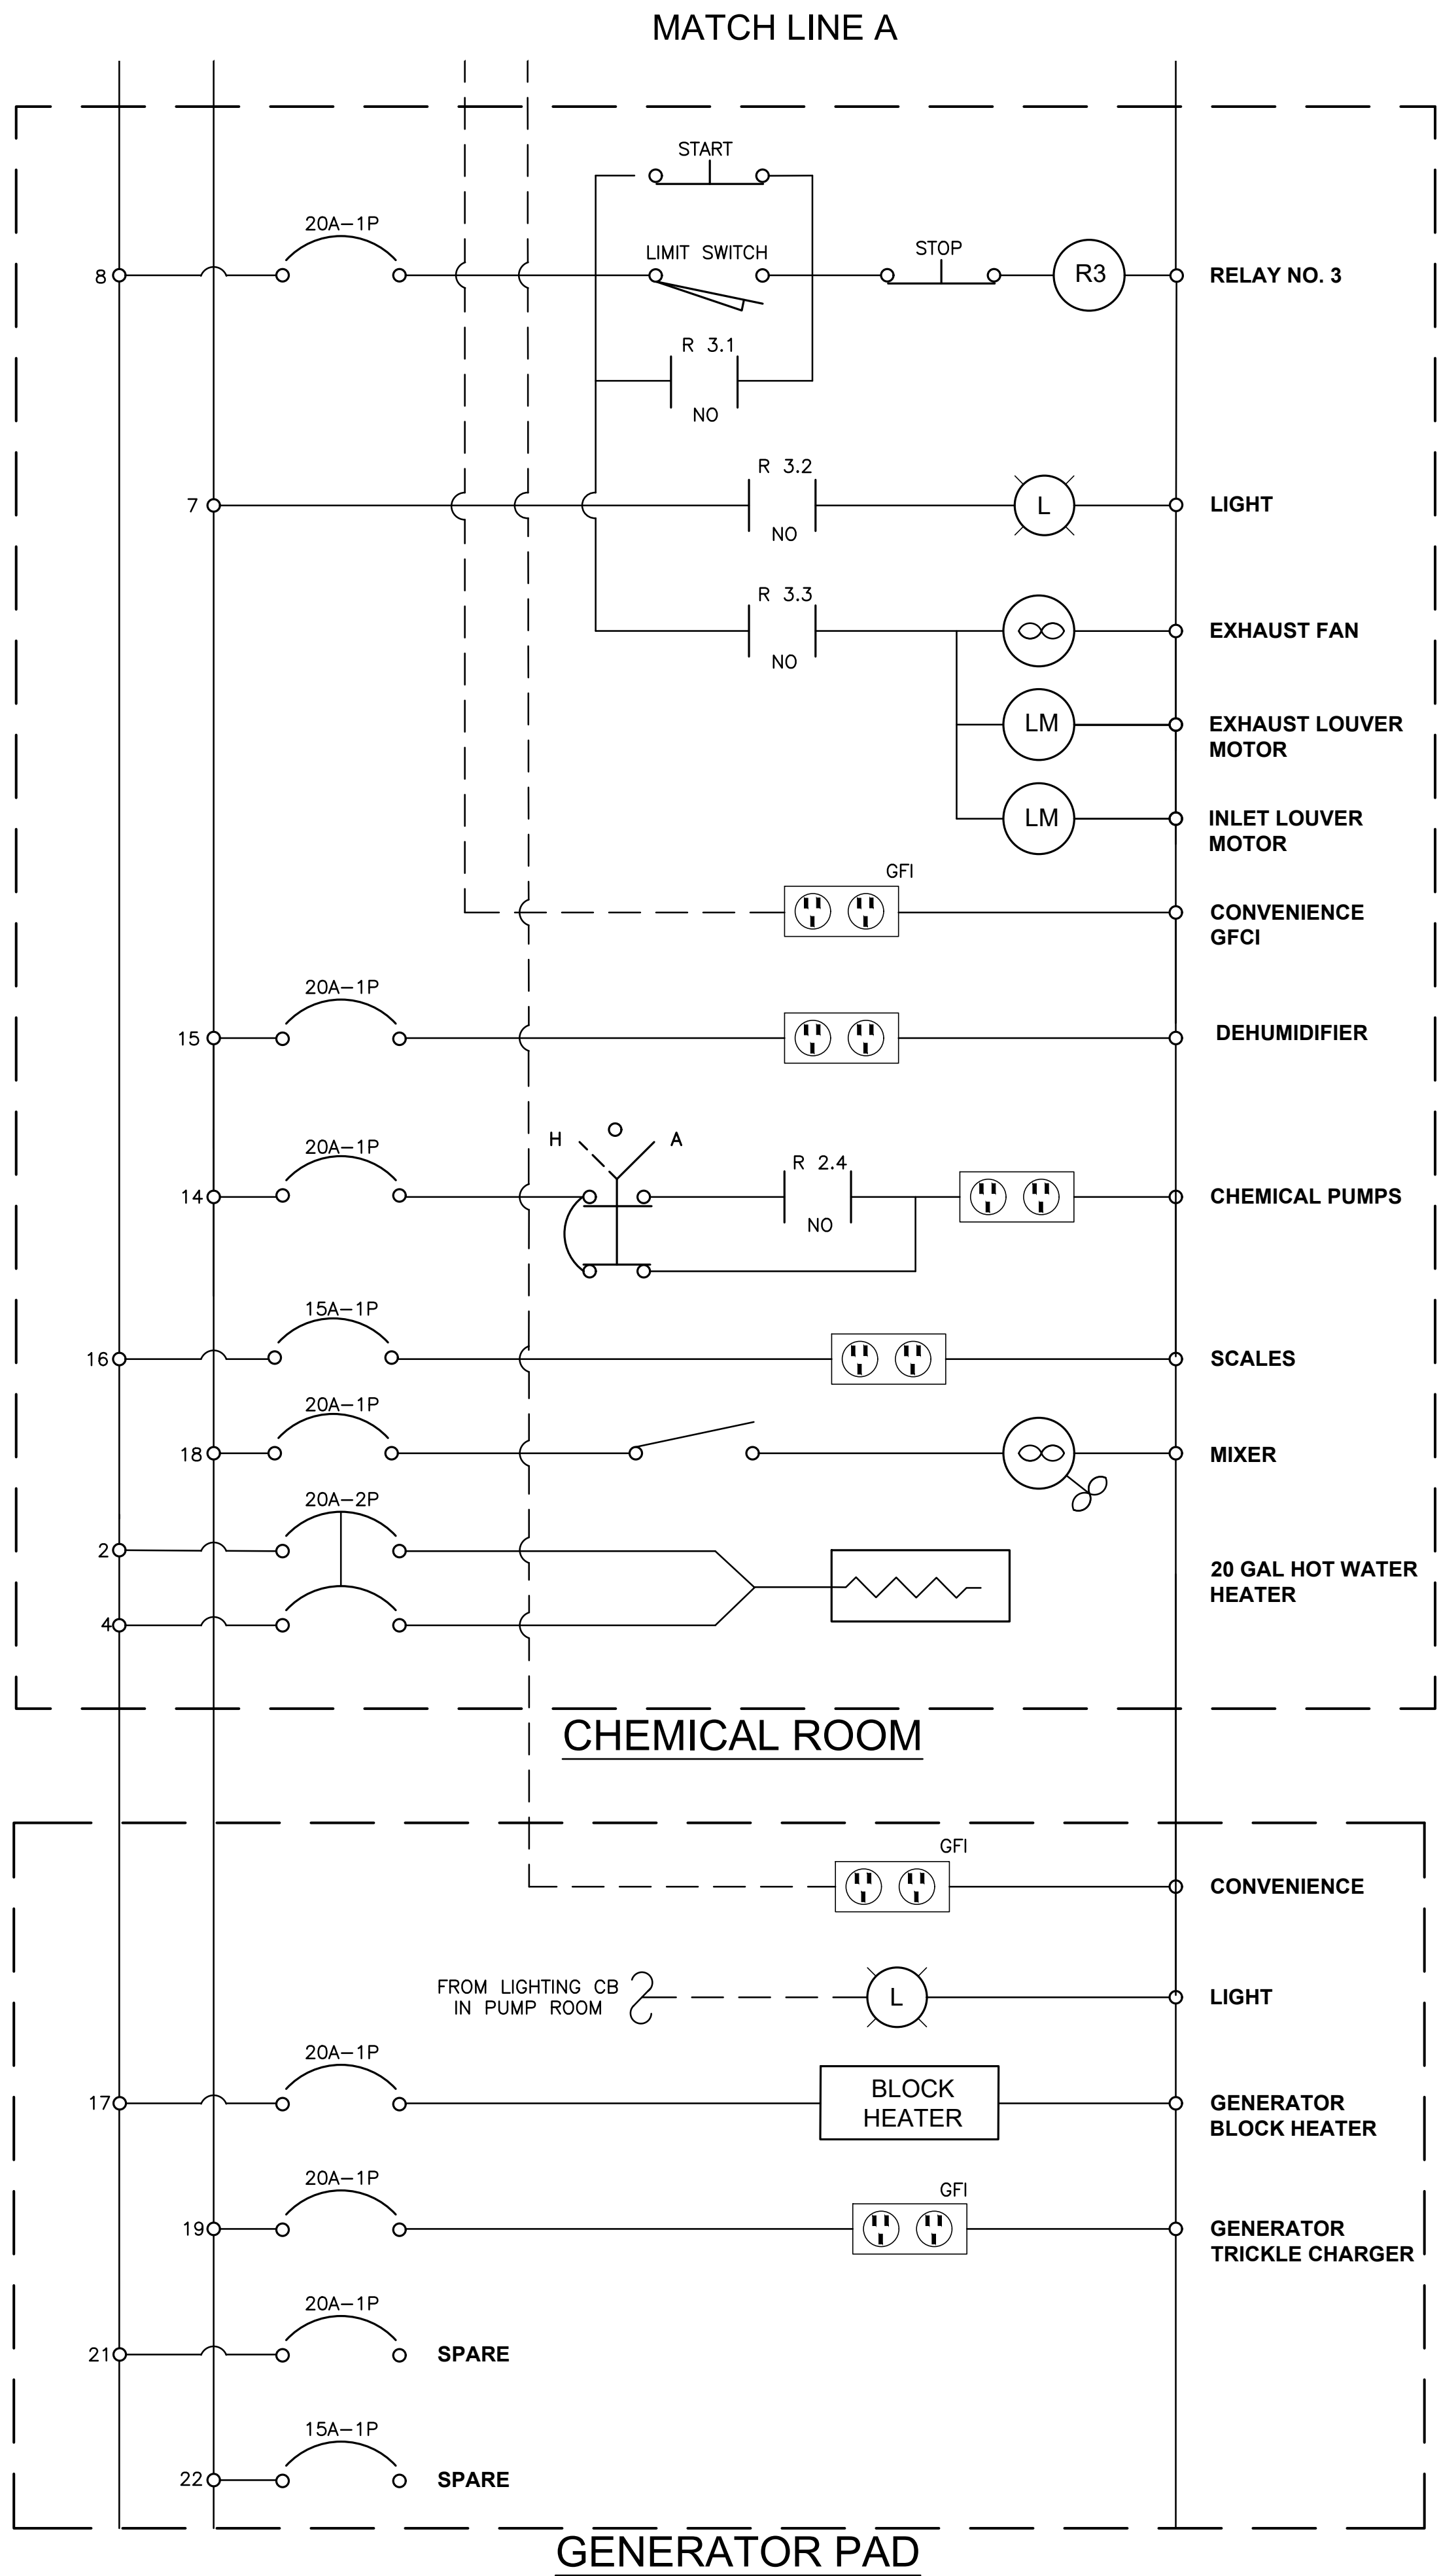 MATCH LINE A
START
20A-1P
LIMIT SWITCH
STOP
8
R3
RELAY NO. 3
R 3.1
NO
R 3.2
7
L
LIGHT
NO
R 3.3
EXHAUST FAN
NO
LM
EXHAUST LOUVER
MOTOR
LM
INLET LOUVER
MOTOR
GFI
CONVENIENCE
GFCI
20A-1P
15
DEHUMIDIFIER
20A-1P
H
A
R 2.4
14
CHEMICAL PUMPS
NO
15A-1P
16
SCALES
20A-1P
18
MIXER
20A-2P
2
20 GAL HOT WATER
HEATER
4
CHEMICAL ROOM
GFI
CONVENIENCE
FROM LIGHTING CB
IN PUMP ROOM
L
LIGHT
20A-1P
17
BLOCK
HEATER
GENERATOR
BLOCK HEATER
20A-1P
GFI
19
GENERATOR
TRICKLE CHARGER
20A-1P
21
SPARE
15A-1P
22
SPARE
GENERATOR PAD